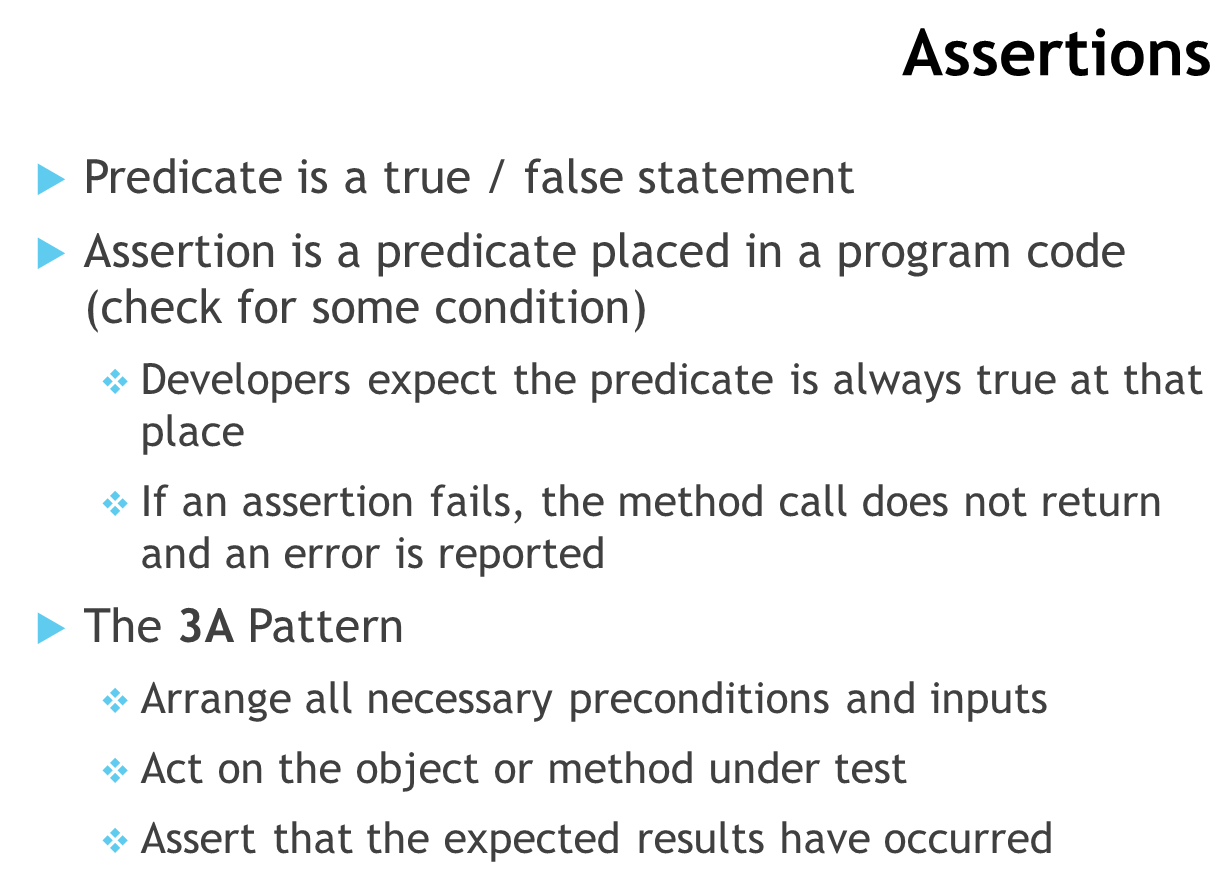 Assertions
Predicate is a true / false statement
Assertion is a predicate placed in a program code
(check for some condition)
Developers expect the predicate is always true at that
place
If an assertion fails, the method call does not return
and an error is reported
The 3A Pattern
Arrange all necessary preconditions and inputs
Act on the object or method under test
Assert that the expected results have occurred